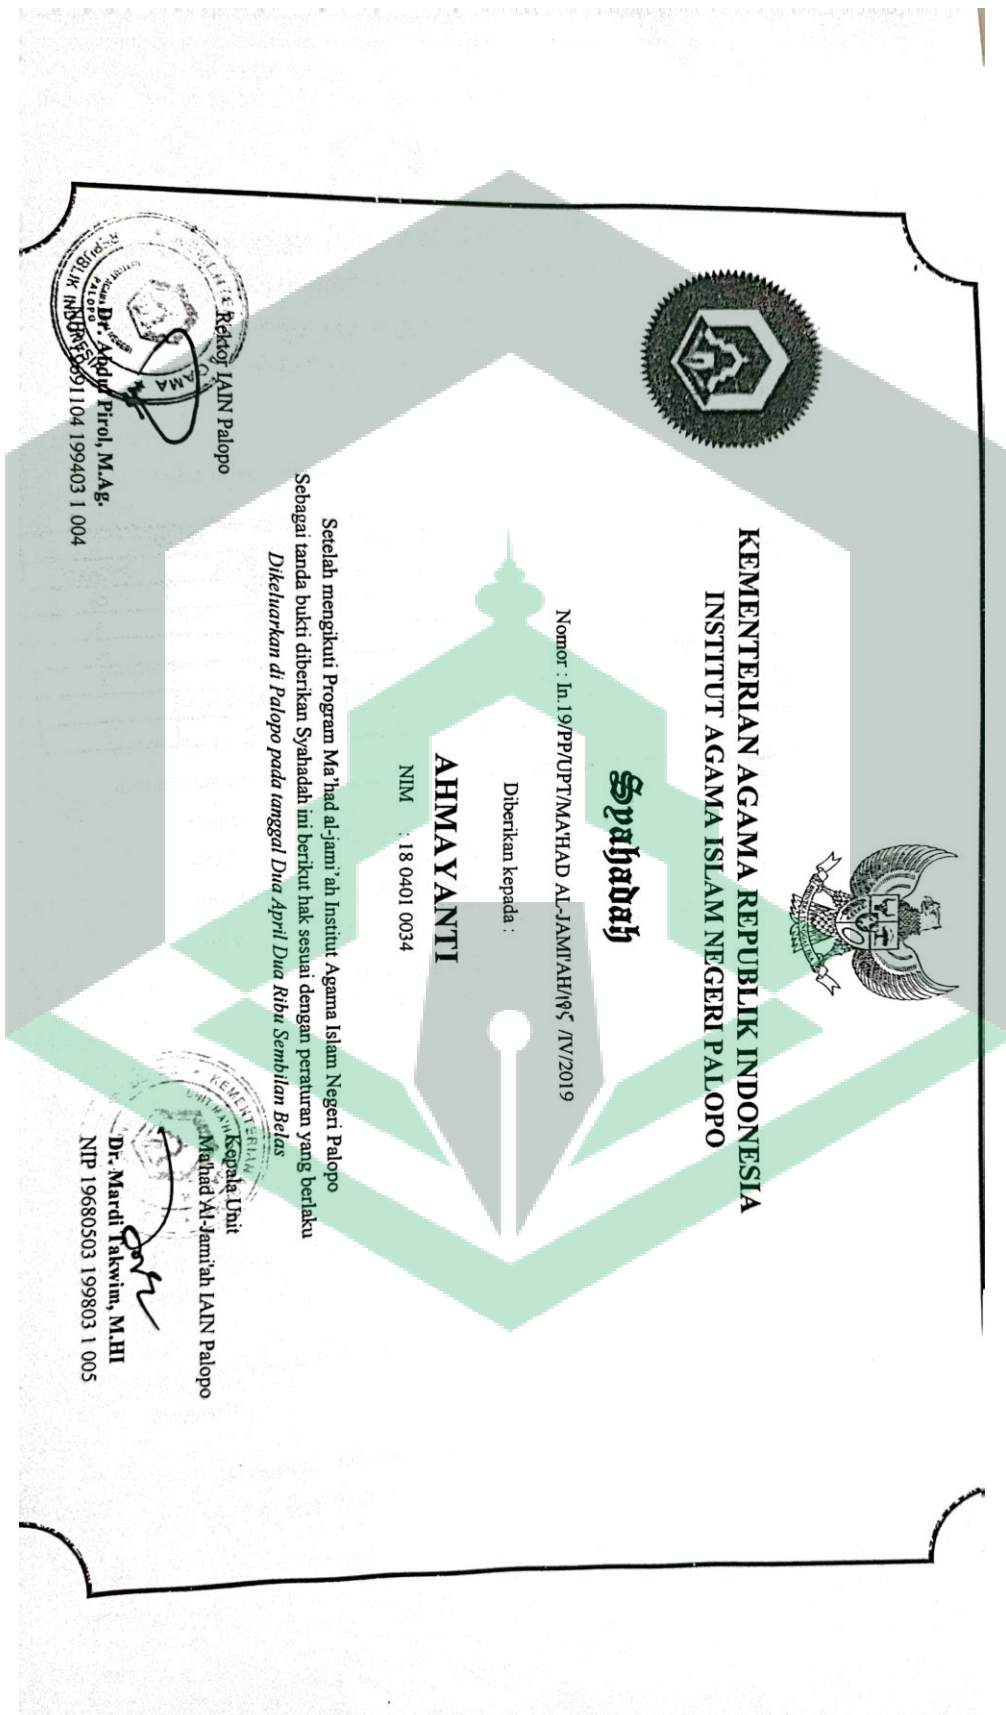 KEMENTERIAN AGAMA REPUBLIK INDONESIA
INSTITUT AGAMA ISLAM NEGERI PALOPO
Syahadah
Nomor : In.19/PP/UPT/MA'HAD AL-JAMI'AH/195 /IV/2019
Diberikan kepada :
AHMAYANTI
NIM : 18 0401 0034
Setelah mengikuti Program Ma'had al-jami'ah Institut Agama Islam Negeri Palopo
Sebagai tanda bukti diberikan Syahadah ini berikut hak sesuai dengan peraturan yang berlaku
Dikeluarkan di Palopo pada tanggal Dua April Dua Ribu Sembilan Belas
Rektor IAIN Palopo
Dr. Abdul Pirol, M.Ag.
691104 199403 1 004
Kepala Unit
Ma'had Al-Jami'ah IAIN Palopo
Dr. Mardi Takwim, M.HI
NIP 19680503 199803 1 005